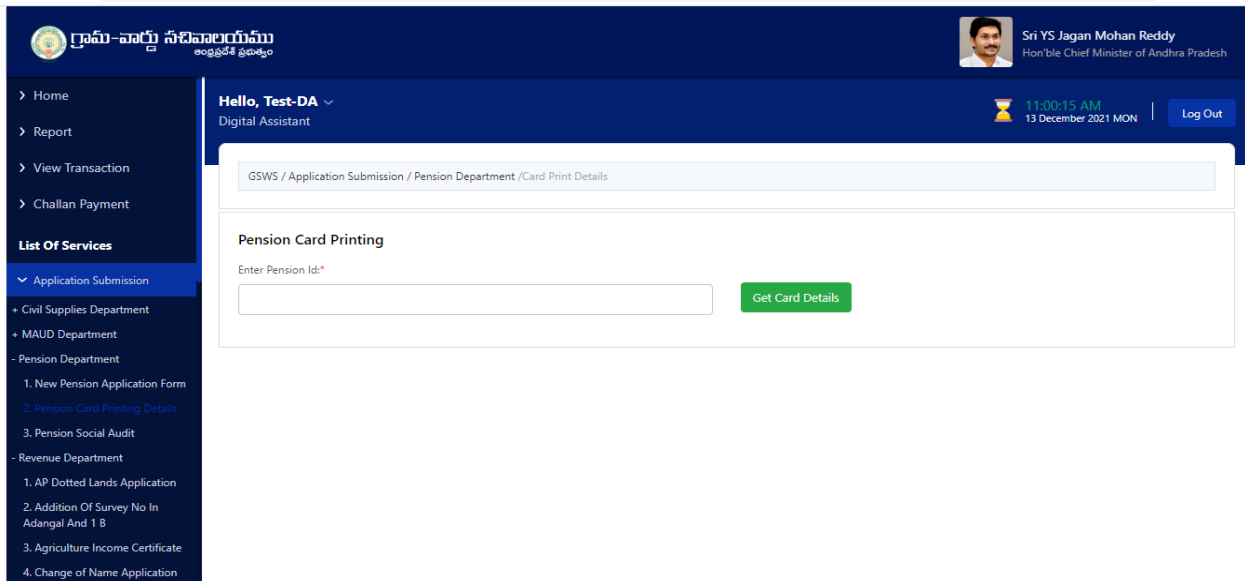 గ్రామ-వార్డు సచివాలయము
ఆంధ్రప్రదేశ్ ప్రభుత్వం
Sri YS Jagan Mohan Reddy
Hon'ble Chief Minister of Andhra Pradesh
Home
Report
View Transaction
Challan Payment
List Of Services
Application Submission
+ Civil Supplies Department
+ MAUD Department
- Pension Department
1. New Pension Application Form
2. Pension Card Printing Details
3. Pension Social Audit
- Revenue Department
1. AP Dotted Lands Application
2. Addition Of Survey No In
Adangal And 1 B
3. Agriculture Income Certificate
4. Change of Name Application
Hello, Test-DA
Digital Assistant
11:00:15 AM
13 December 2021 MON
Log Out
GSWS / Application Submission / Pension Department /Card Print Details
Pension Card Printing
Enter Pension Id:*
Get Card Details